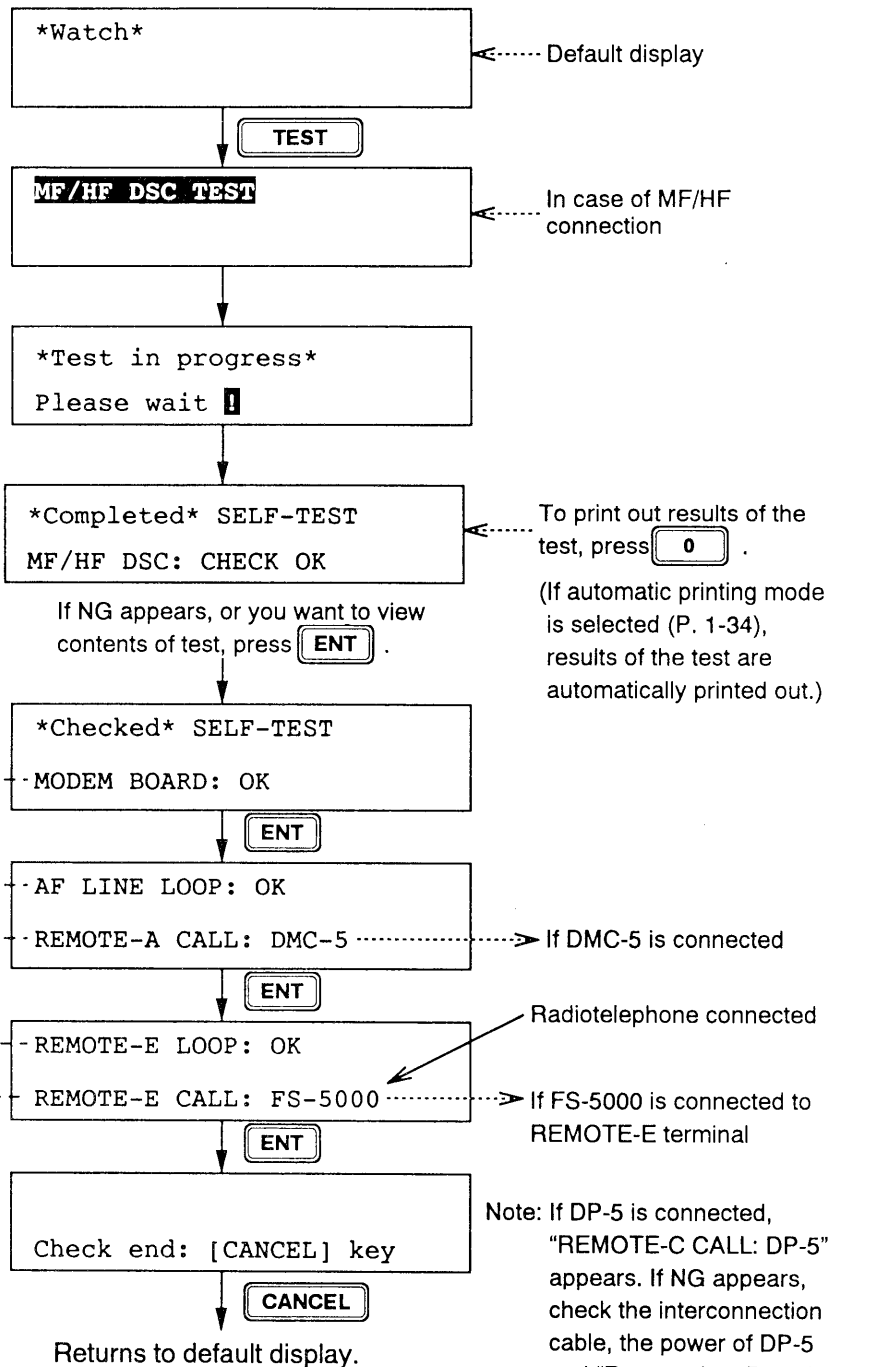 *Watch*
Default display
TEST
MF/HF DSC TEST
In case of MF/HF
connection
*Test in progress*
Please wait !
*Completed* SELF-TEST
MF/HF DSC: CHECK OK
To print out results of the
test, press 0 .
(If automatic printing mode
is selected (P. 1-34),
results of the test are
automatically printed out.)
If NG appears, or you want to view
contents of test, press ENT .
*Checked* SELF-TEST
MODEM BOARD: OK
ENT
AF LINE LOOP: OK
REMOTE-A CALL: DMC-5
If DMC-5 is connected
ENT
Radiotelephone connected
REMOTE-E LOOP: OK
REMOTE-E CALL: FS-5000
If FS-5000 is connected to
REMOTE-E terminal
ENT
Check end: [CANCEL] key
CANCEL
Returns to default display.
Note: If DP-5 is connected,
"REMOTE-C CALL: DP-5"
appears. If NG appears,
check the interconnection
cable, the power of DP-5